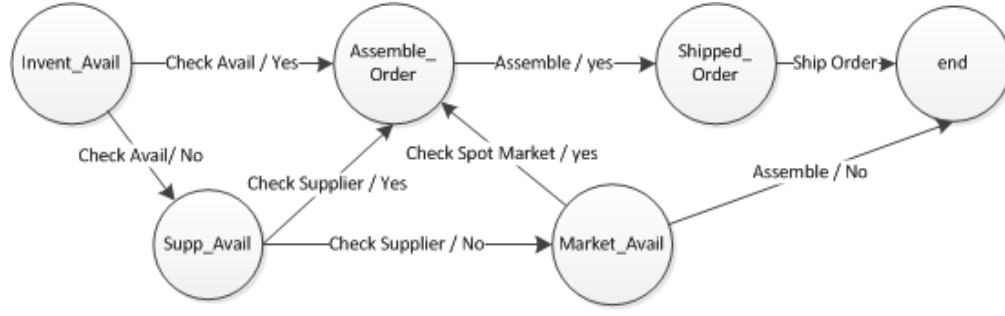 Invent_Avail
Check Avail / Yes
Assemble_
Order
Assemble / yes
Shipped_
Order
Ship Order
end
Check Avail/ No
Check Supplier / Yes
Check Spot Market / yes
Assemble / No
Supp_Avail
Check Supplier / No
Market_Avail